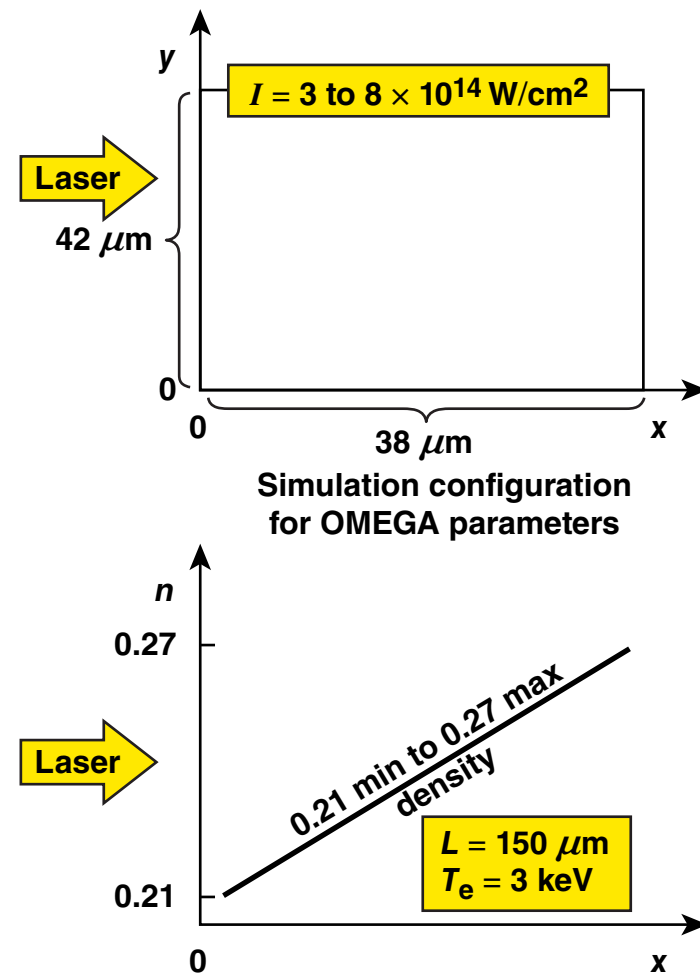 y
I = 3 to 8 × 10¹⁴ W/cm²
Laser
42 μm
0
0
38 μm
x
Simulation configuration
for OMEGA parameters
n
0.27
0.21 min to 0.27 max
density
Laser
L = 150 μm
Tₑ = 3 keV
0.21
0
x